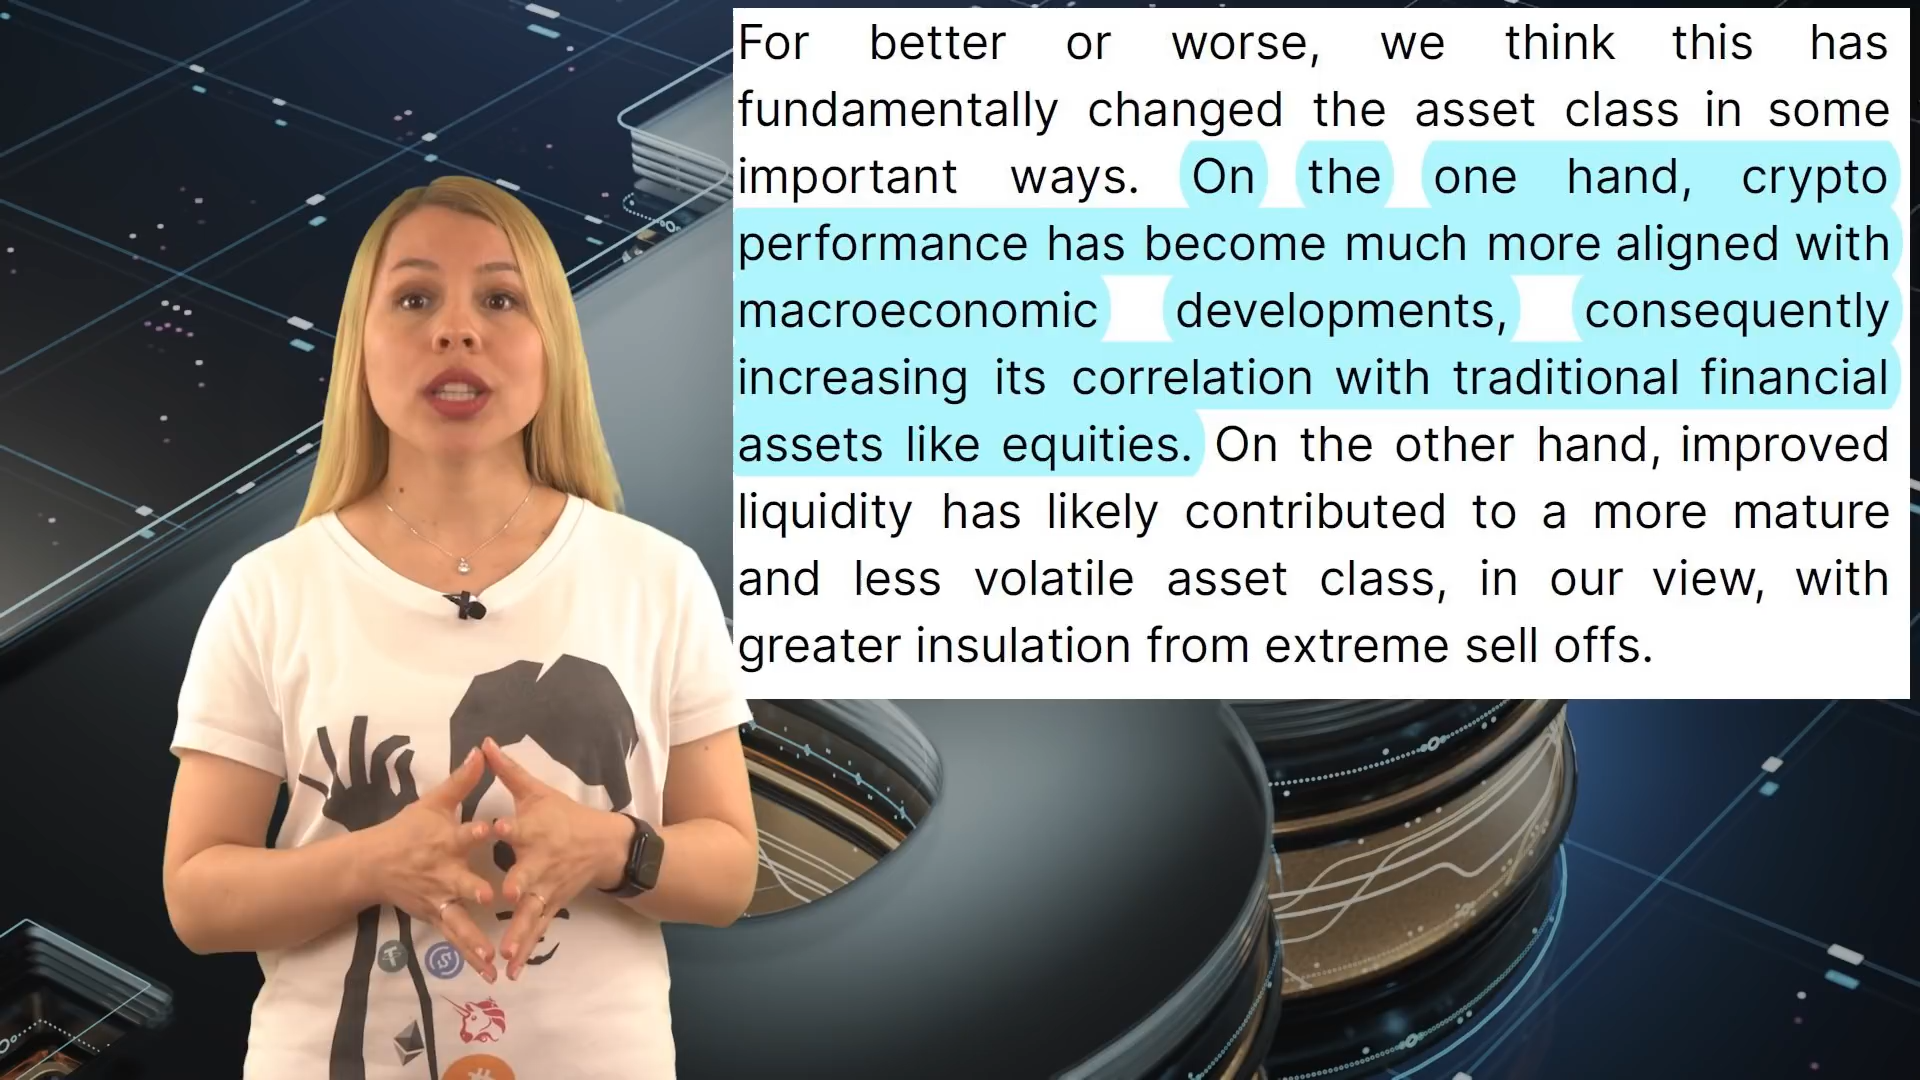 For better or worse, we think this has
fundamentally changed the asset class in some
important ways. On the one hand, crypto
performance has become much more aligned with
macroeconomic developments, consequently
increasing its correlation with traditional financial
assets like equities. On the other hand, improved
liquidity has likely contributed to a more mature
and less volatile asset class, in our view, with
greater insulation from extreme sell offs.